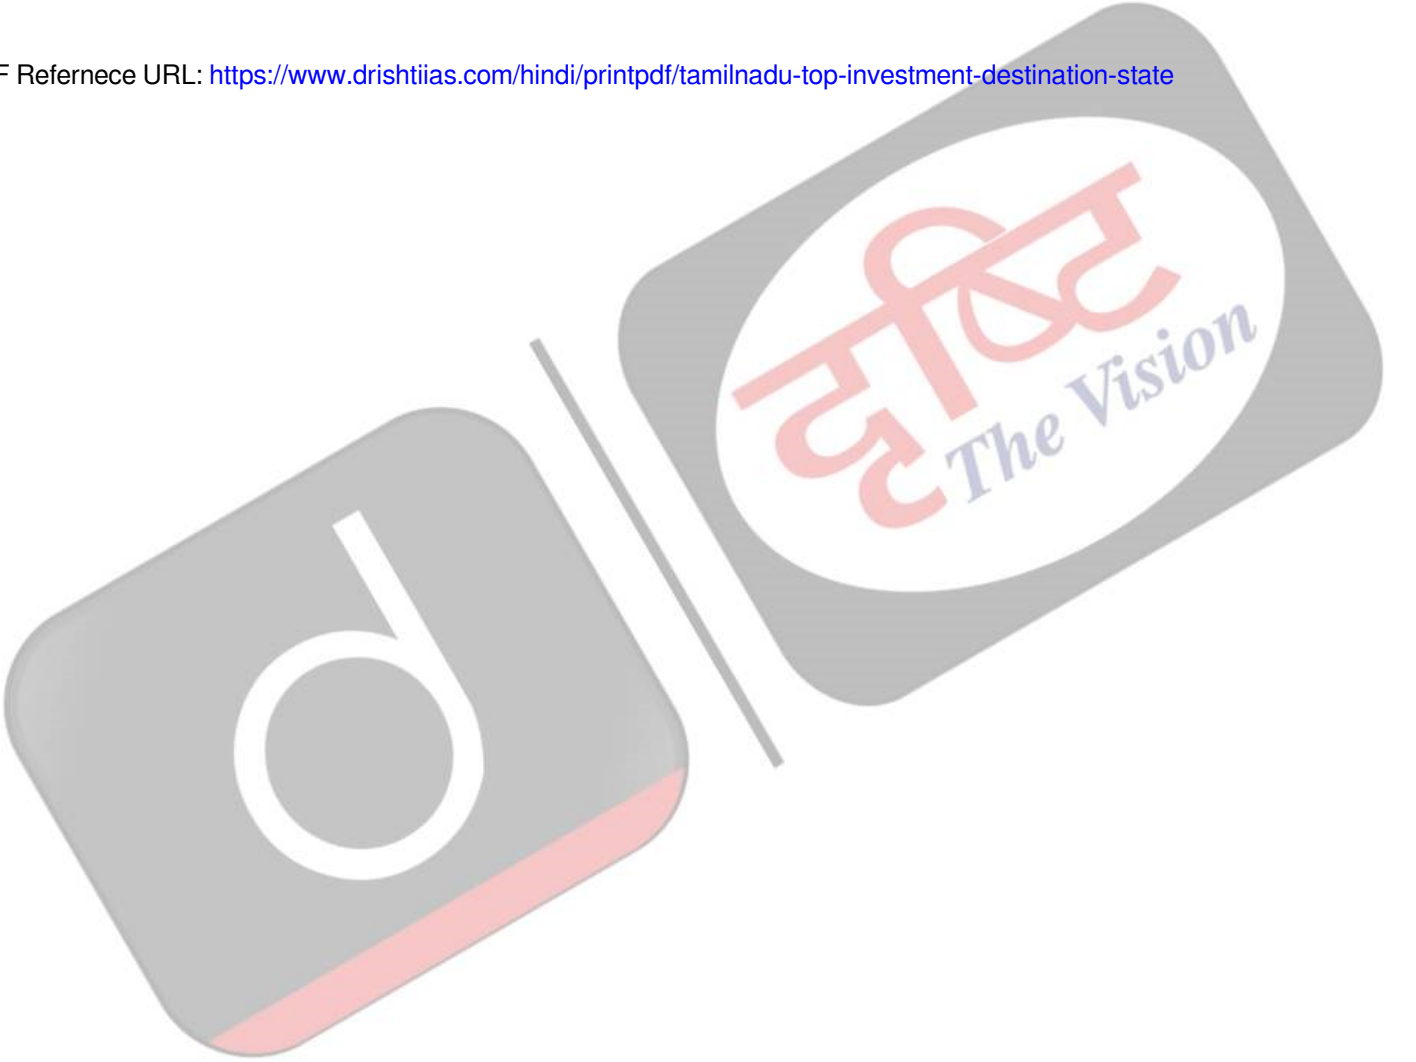 F Refernece URL: https://www.drishtiias.com/hindi/printpdf/tamilnadu-top-investment-destination-state
दृष्टि
The Vision
d